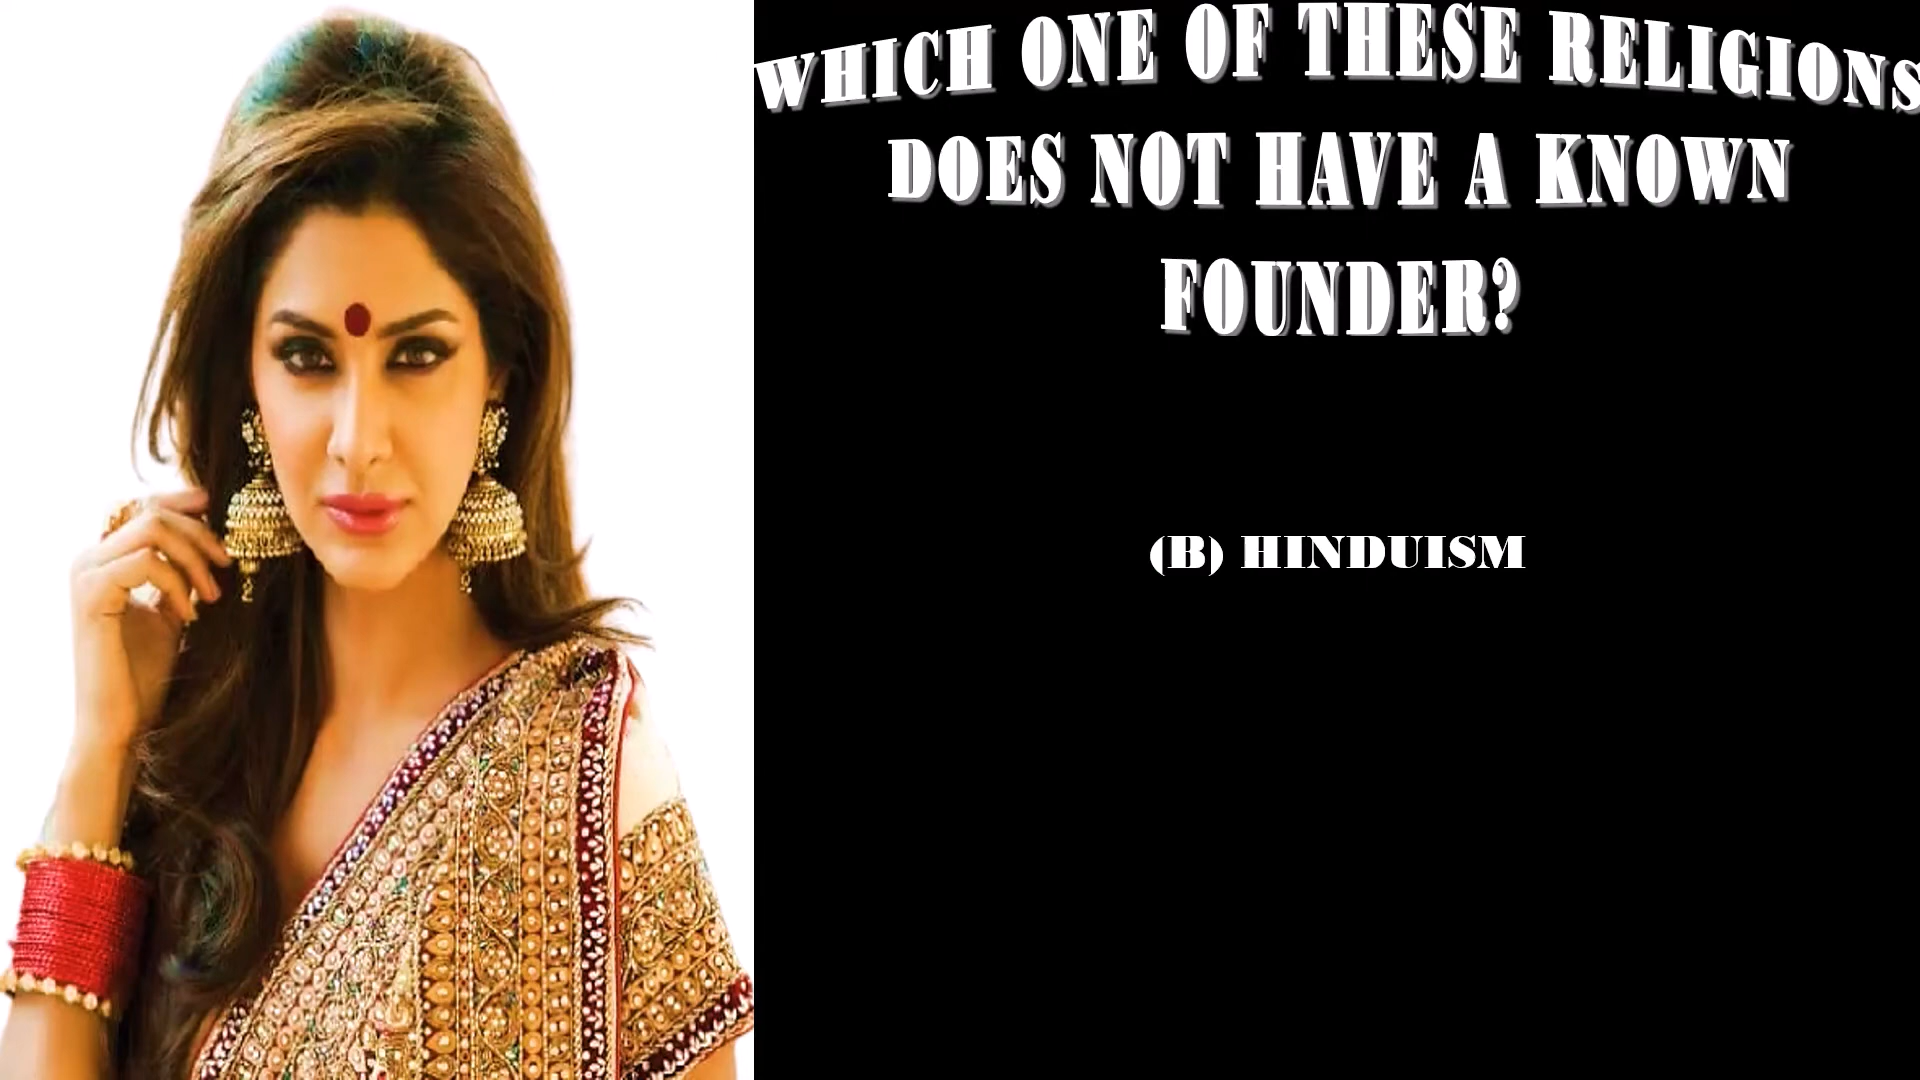 WHICH ONE OF THESE RELIGIONS
DOES NOT HAVE A KNOWN
FOUNDER?
(B) HINDUISM